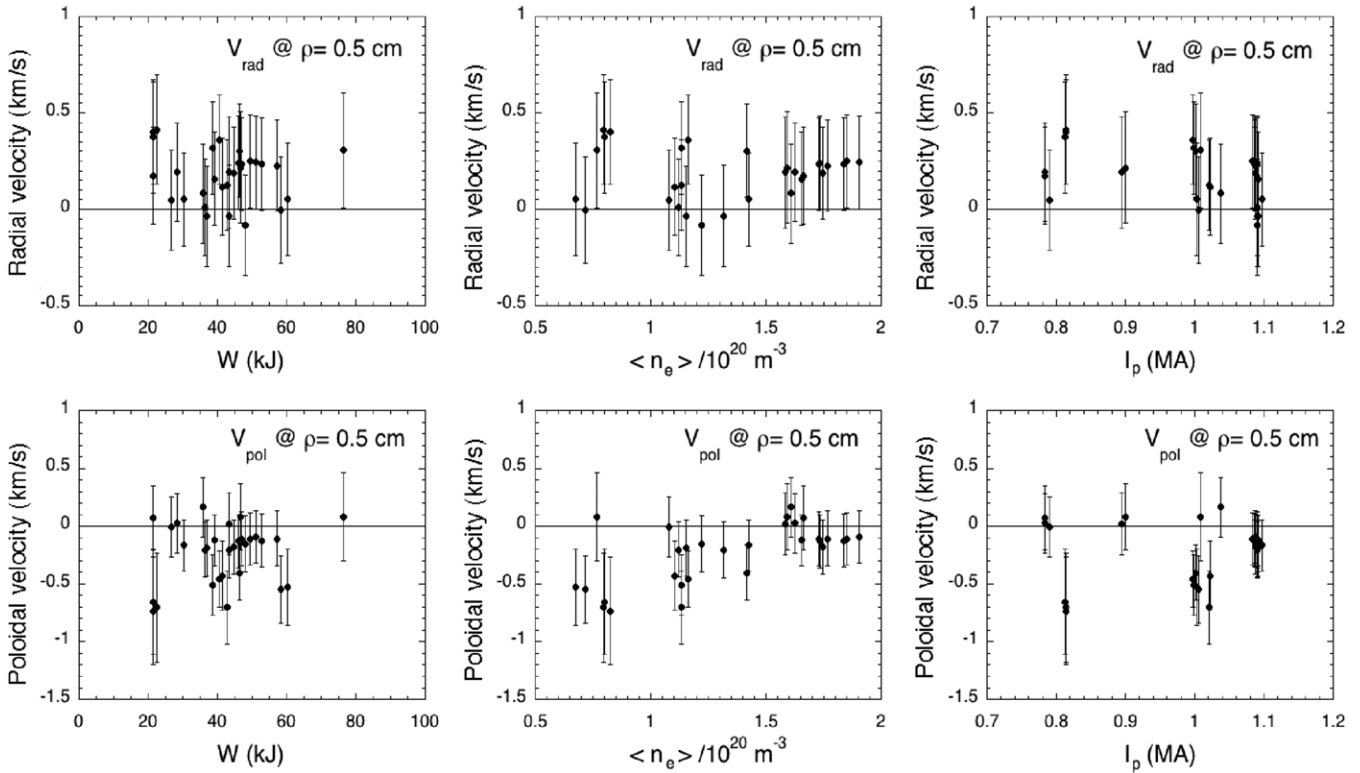 1
V_rad @ ρ= 0.5 cm
0.5
0
-0.5
Radial velocity (km/s)
0 20 40 60 80 100
W (kJ)
1
V_rad @ ρ= 0.5 cm
0.5
0
-0.5
Radial velocity (km/s)
0.5 1 1.5 2
< n_e > /10^20 m^-3
1
V_rad @ ρ= 0.5 cm
0.5
0
-0.5
Radial velocity (km/s)
0.7 0.8 0.9 1 1.1 1.2
I_p (MA)
1
V_pol @ ρ= 0.5 cm
0.5
0
-0.5
-1
-1.5
Poloidal velocity (km/s)
0 20 40 60 80 100
W (kJ)
1
V_pol @ ρ= 0.5 cm
0.5
0
-0.5
-1
-1.5
Poloidal velocity (km/s)
0.5 1 1.5 2
< n_e > /10^20 m^-3
1
V_pol @ ρ= 0.5 cm
0.5
0
-0.5
-1
-1.5
Poloidal velocity (km/s)
0.7 0.8 0.9 1 1.1 1.2
I_p (MA)